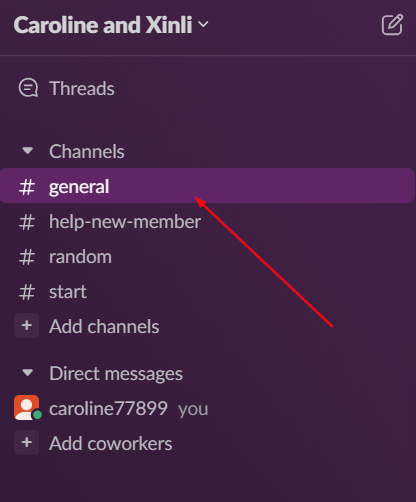 Caroline and Xinli
Threads
Channels
# general
# help-new-member
# random
# start
+ Add channels
Direct messages
caroline77899 you
+ Add coworkers